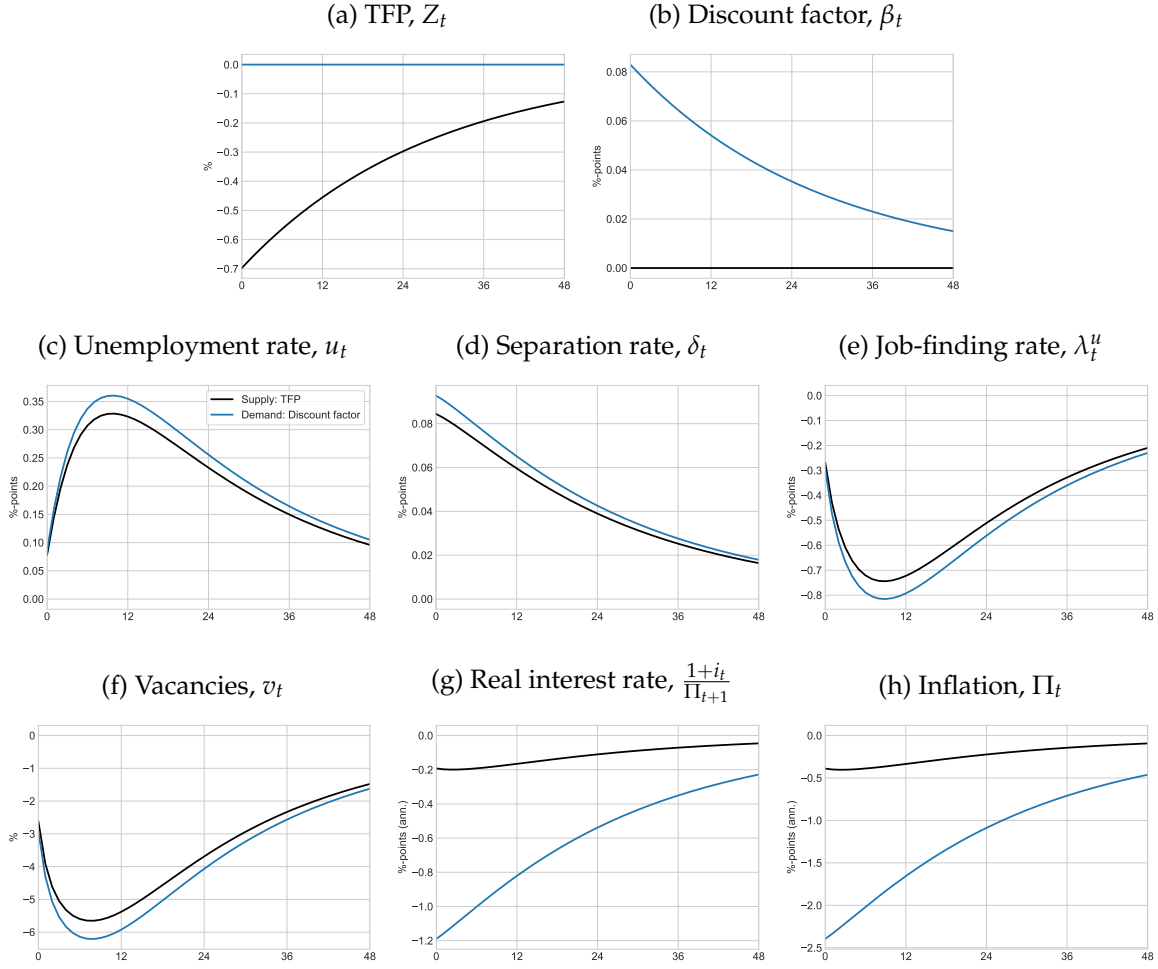 (a) TFP, Z_t
(b) Discount factor, β_t
0.0
−0.1
−0.2
−0.3
−0.4
−0.5
−0.6
−0.7
%
0 12 24 36 48
0.08
0.06
0.04
0.02
0.00
%-points
0 12 24 36 48
(c) Unemployment rate, u_t
(d) Separation rate, δ_t
(e) Job-finding rate, λ_t^u
0.35
0.30
0.25
0.20
0.15
0.10
0.05
0.00
%-points
Supply: TFP
Demand: Discount factor
0 12 24 36 48
0.08
0.06
0.04
0.02
0.00
%-points
0 12 24 36 48
0.0
−0.1
−0.2
−0.3
−0.4
−0.5
−0.6
−0.7
−0.8
%-points
0 12 24 36 48
(f) Vacancies, v_t
(g) Real interest rate, \frac{1+i_t}{Π_{t+1}}
(h) Inflation, Π_t
0
−1
−2
−3
−4
−5
−6
%
0 12 24 36 48
0.0
−0.2
−0.4
−0.6
−0.8
−1.0
−1.2
%-points (ann.)
0 12 24 36 48
0.0
−0.5
−1.0
−1.5
−2.0
−2.5
%-points (ann.)
0 12 24 36 48